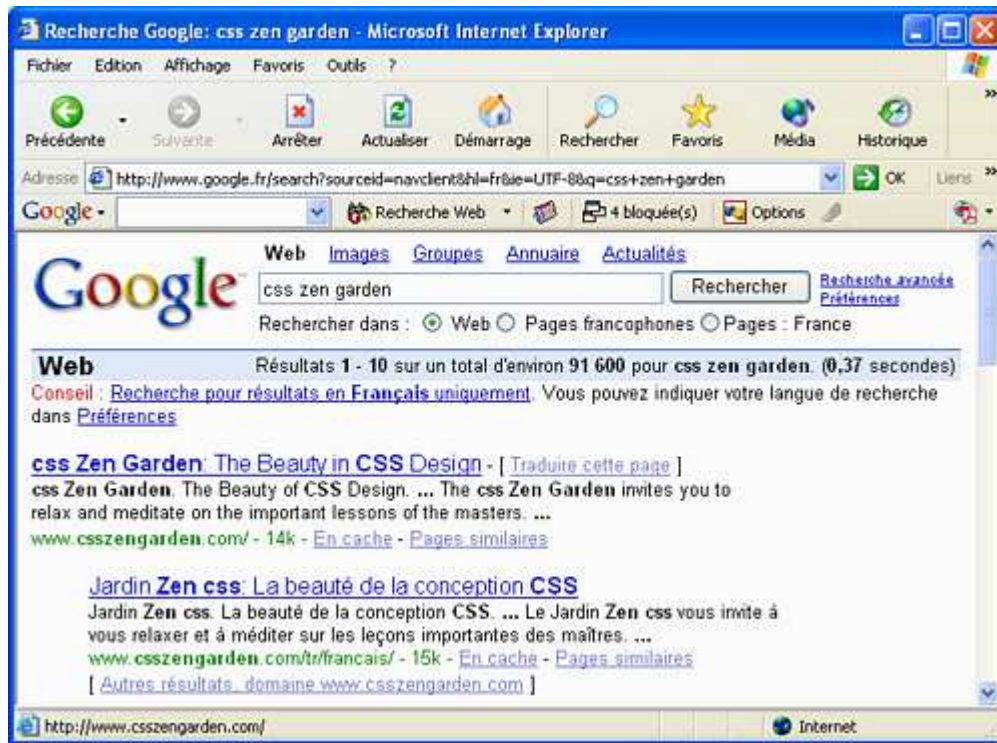 Recherche Google: css zen garden - Microsoft Internet Explorer
Fichier Edition Affichage Favoris Outils ?
Précédente Suivante Arrêter Actualiser Démarrage Rechercher Favoris Média Historique »
Adresse http://www.google.fr/search?sourceid=navclient&hl=fr&ie=UTF-8&q=css+zen+garden OK Liens »
Google Recherche Web 4 bloquée(s) Options
Web Images Groupes Annuaire Actualités
Google™ css zen garden Rechercher Recherche avancée
Préférences
Rechercher dans : Web Pages francophones Pages : France
Web Résultats 1 - 10 sur un total d'environ 91 600 pour css zen garden. (0,37 secondes)
Conseil : Recherche pour résultats en Français uniquement. Vous pouvez indiquer votre langue de recherche
dans Préférences
css Zen Garden: The Beauty in CSS Design - [ Traduire cette page ]
css Zen Garden. The Beauty of CSS Design. ... The css Zen Garden invites you to
relax and meditate on the important lessons of the masters. ...
www.csszengarden.com/ - 14k - En cache - Pages similaires
Jardin Zen css: La beauté de la conception CSS
Jardin Zen css. La beauté de la conception CSS. ... Le Jardin Zen css vous invite á
vous relaxer et á méditer sur les leçons importantes des maîtres. ...
www.csszengarden.com/tr/francais/ - 15k - En cache - Pages similaires
[ Autres résultats, domaine www.csszengarden.com ]
http://www.csszengarden.com/ Internet